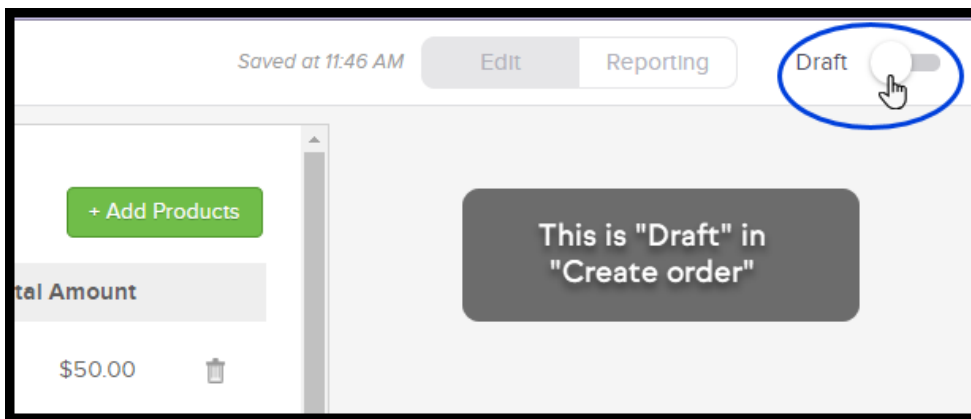 Saved at 11:46 AM Edit Reporting Draft
+ Add Products
This is "Draft" in
"Create order"
tal Amount
$50.00